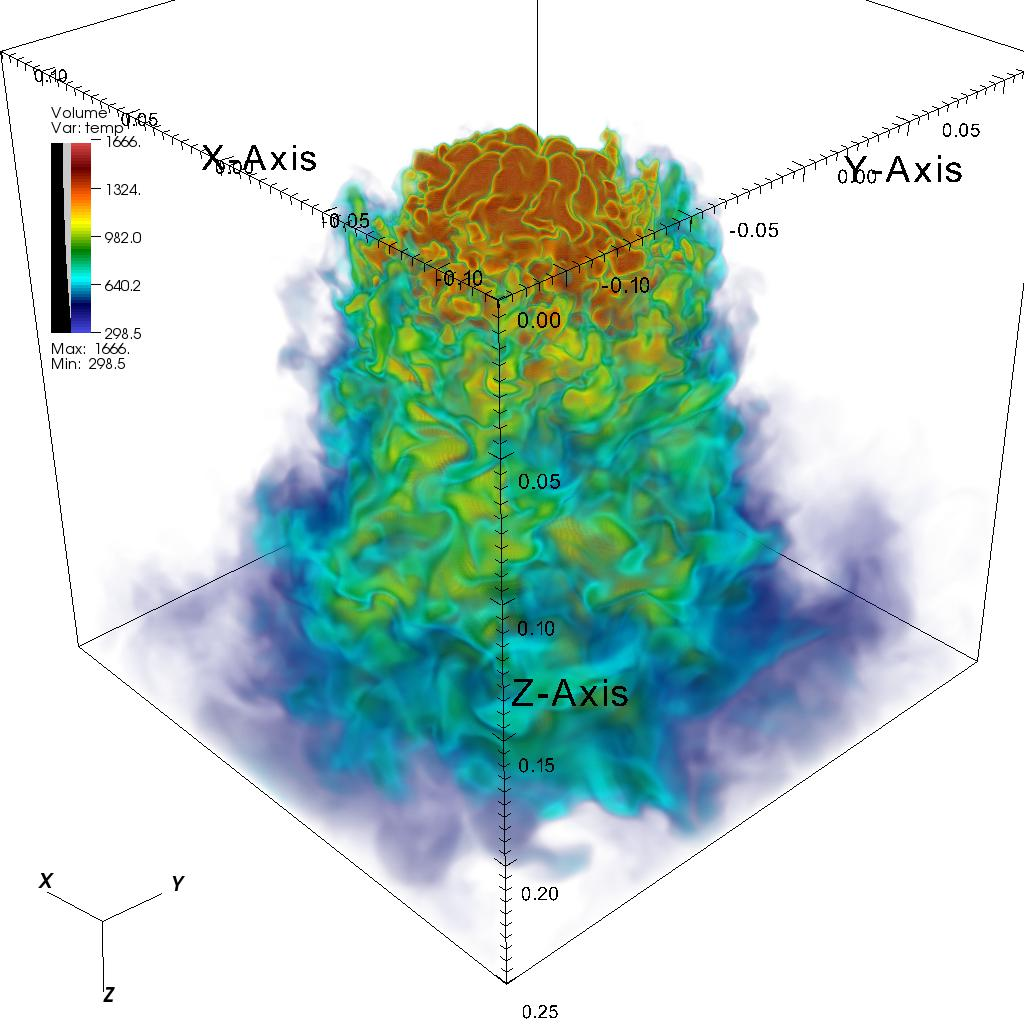 0.10
0.05
X-Axis
0.00
-0.05
-0.10
0.05
Y-Axis
0.00
-0.05
-0.10
Volume
Var: temp
1666.
1324.
982.0
640.2
298.5
Max: 1666.
Min: 298.5
0.00
0.05
0.10
Z-Axis
0.15
0.20
0.25
X
Y
Z